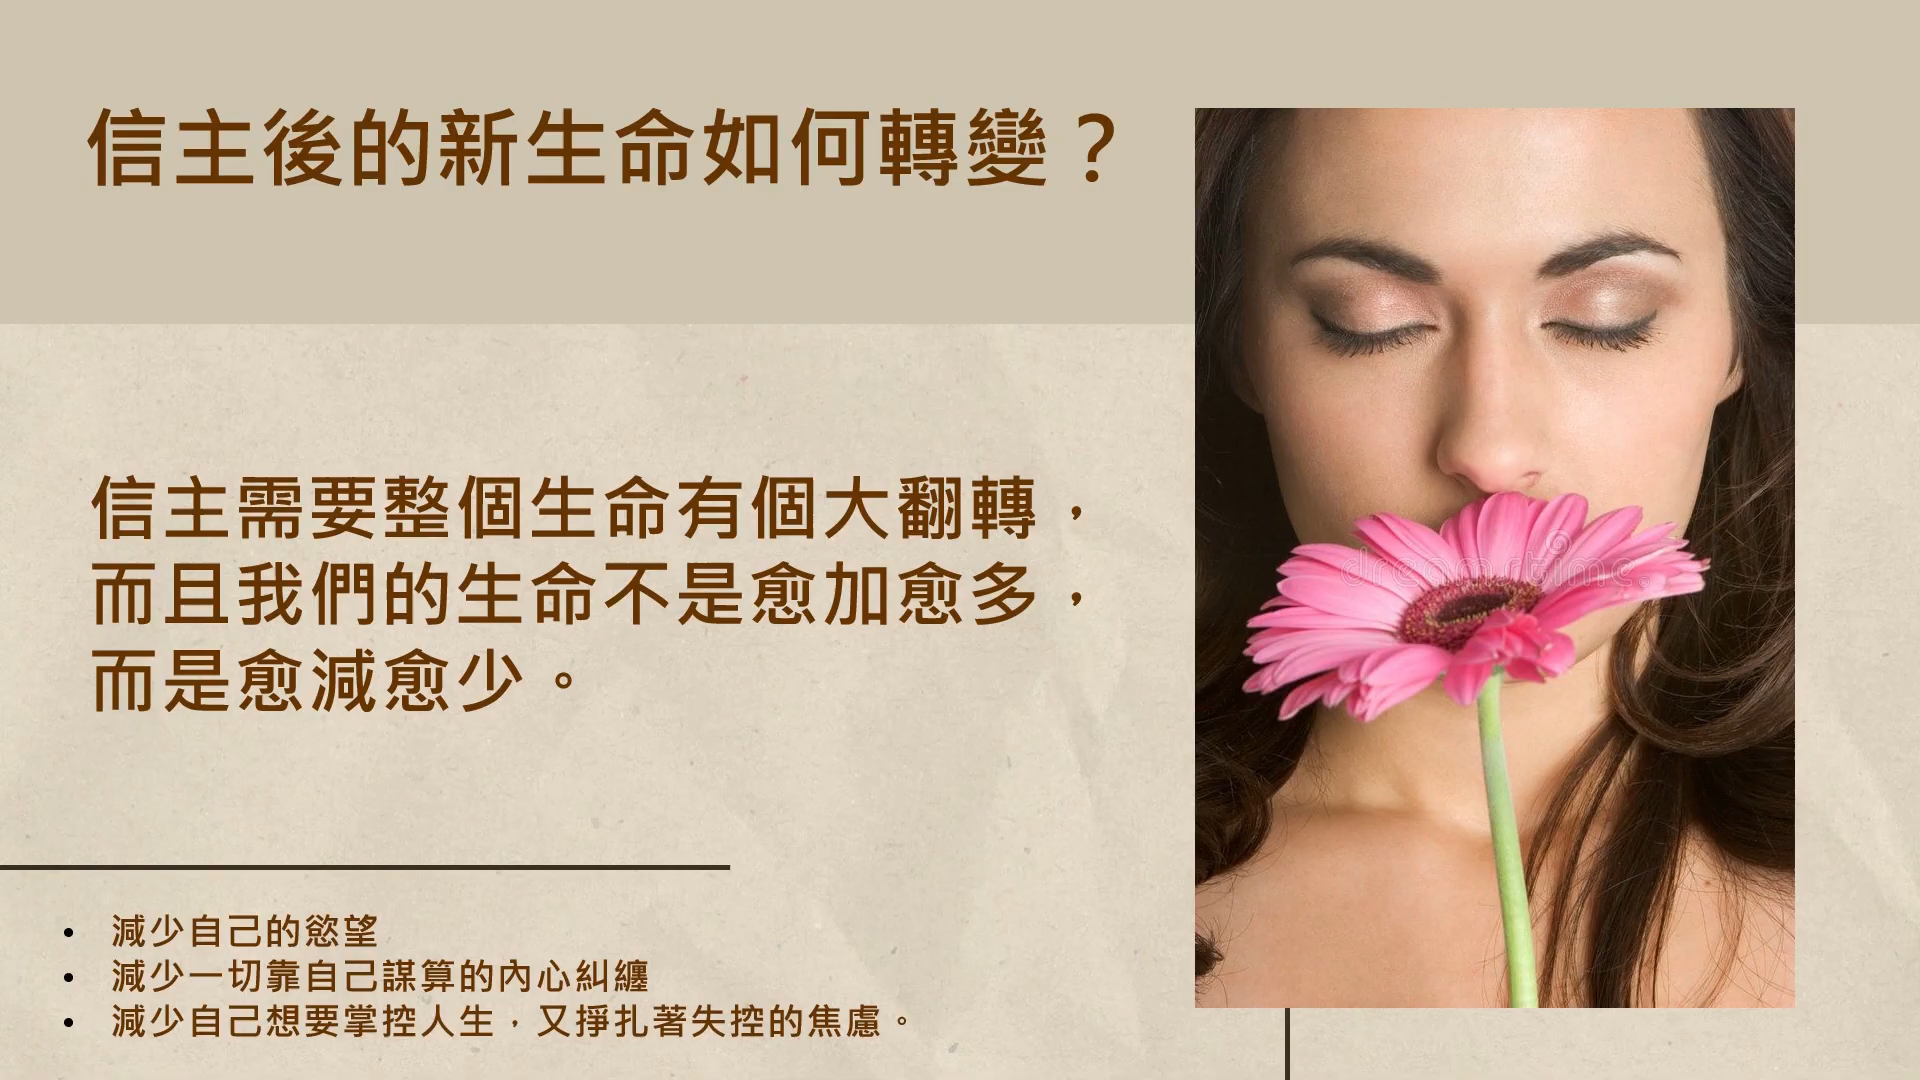 信主後的新生命如何轉變？
信主需要整個生命有個大翻轉，
而且我們的生命不是愈加愈多，
而是愈減愈少。
• 減少自己的慾望
• 減少一切靠自己謀算的內心糾纏
• 減少自己想要掌控人生，又掙扎著失控的焦慮。
dreamstime.